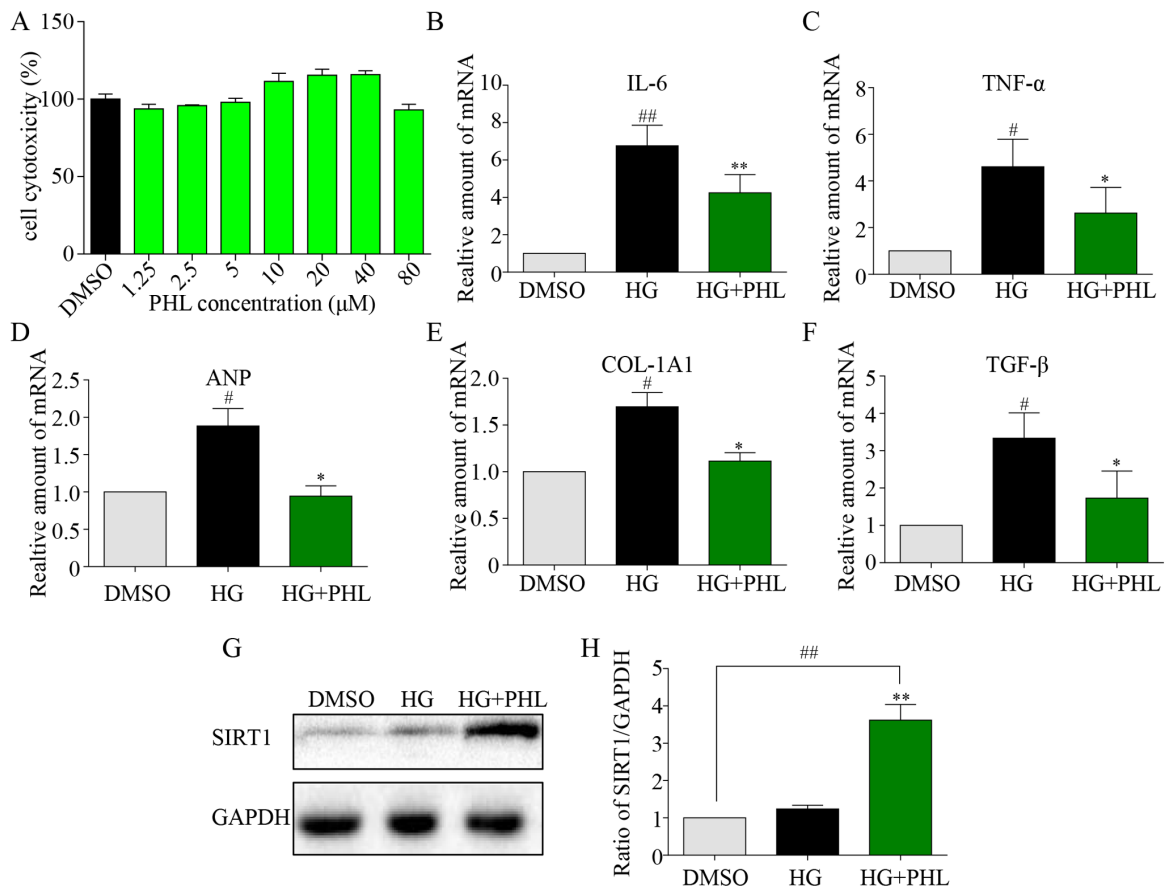 A
cell cytotoxicity (%)
150
100
50
0
DMSO
1.25
2.5
5
10
20
40
80
PHL concentration (μM)
B
IL-6
Realtive amount of mRNA
10
8
6
4
2
0
##
**
DMSO HG HG+PHL
C
TNF-α
Realtive amount of mRNA
8
6
4
2
0
#
*
DMSO HG HG+PHL
D
ANP
Realtive amount of mRNA
2.5
2.0
1.5
1.0
0.5
0
#
*
DMSO HG HG+PHL
E
COL-1A1
Realtive amount of mRNA
2.0
1.5
1.0
0.5
0
#
*
DMSO HG HG+PHL
F
TGF-β
Realtive amount of mRNA
5
4
3
2
1
0
#
*
DMSO HG HG+PHL
G
DMSO HG HG+PHL
SIRT1
GAPDH
H
Ratio of SIRT1/GAPDH
5
4
3
2
1
0
##
**
DMSO HG HG+PHL